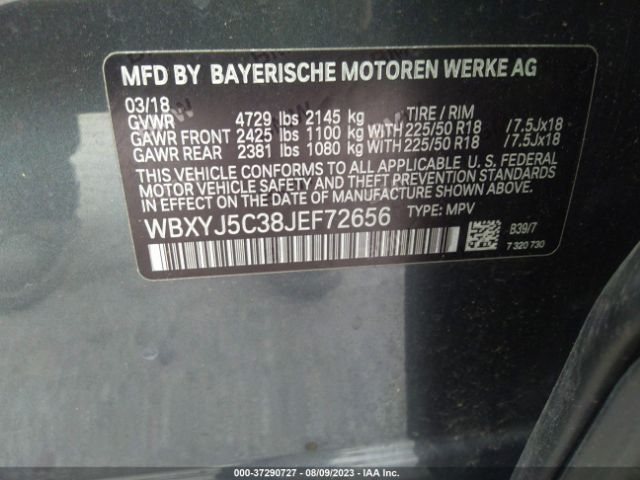 MFD BY BAYERISCHE MOTOREN WERKE AG
03/18
GVWR 4729 lbs 2145 kg TIRE / RIM
GAWR FRONT 2425 lbs 1100 kg WITH 225/50 R18 / 7.5Jx18
GAWR REAR 2381 lbs 1080 kg WITH 225/50 R18 / 7.5Jx18
THIS VEHICLE CONFORMS TO ALL APPLICABLE U. S. FEDERAL
MOTOR VEHICLE SAFETY AND THEFT PREVENTION
STANDARDS IN EFFECT ON THE DATE OF
MANUFACTURE SHOWN ABOVE.
WBXYJ5C38JEF72656 TYPE: MPV
B39/7
7 320 730
000-37290727 - 08/09/2023 - IAA Inc.